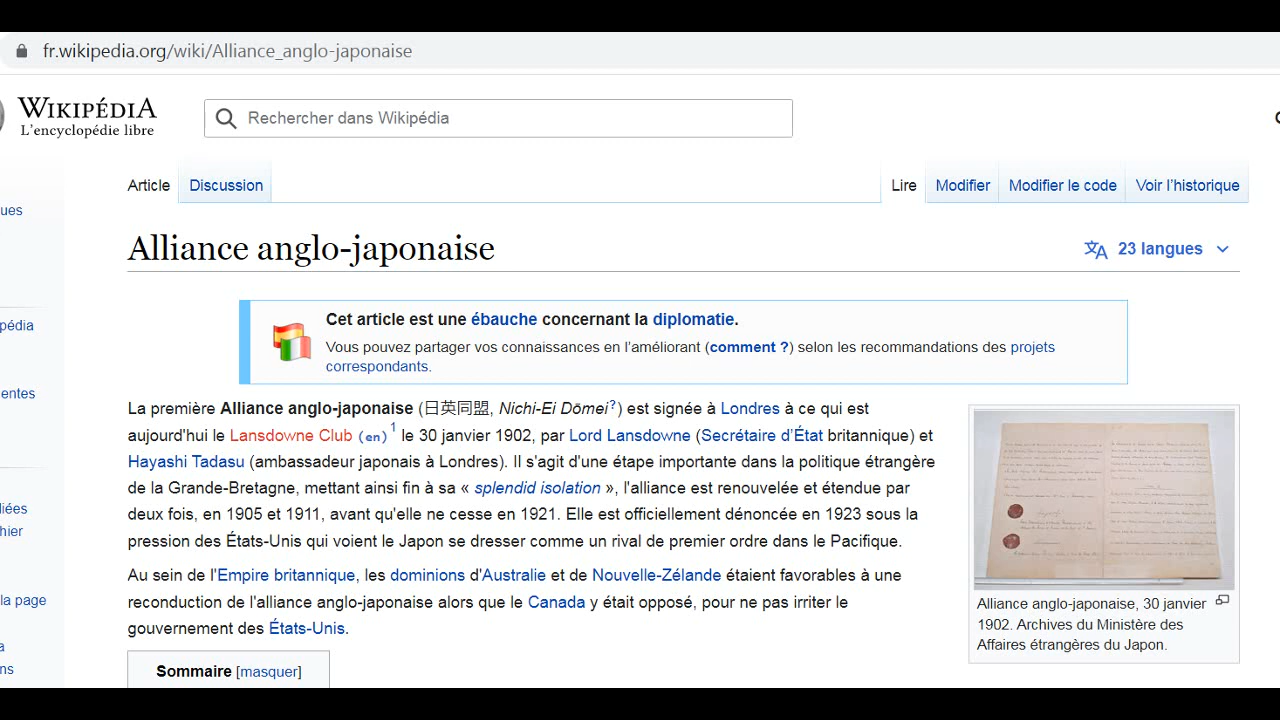 fr.wikipedia.org/wiki/Alliance_anglo-japonaise
WIKIPÉDIA
L'encyclopédie libre
Rechercher dans Wikipédia
Article Discussion Lire Modifier Modifier le code Voir l'historique
ues
Alliance anglo-japonaise
23 langues
Cet article est une ébauche concernant la diplomatie.
pédia
Vous pouvez partager vos connaissances en l'améliorant (comment ?) selon les recommandations des projets
correspondants.
entes
La première Alliance anglo-japonaise (日英同盟, Nichi-Ei Dōmei?) est signée à Londres à ce qui est
aujourd'hui le Lansdowne Club (en)1 le 30 janvier 1902, par Lord Lansdowne (Secrétaire d'État britannique) et
Hayashi Tadasu (ambassadeur japonais à Londres). Il s'agit d'une étape importante dans la politique étrangère
de la Grande-Bretagne, mettant ainsi fin à sa « splendid isolation », l'alliance est renouvelée et étendue par
deux fois, en 1905 et 1911, avant qu'elle ne cesse en 1921. Elle est officiellement dénoncée en 1923 sous la
pression des États-Unis qui voient le Japon se dresser comme un rival de premier ordre dans le Pacifique.
liées
hier
Au sein de l'Empire britannique, les dominions d'Australie et de Nouvelle-Zélande étaient favorables à une
reconduction de l'alliance anglo-japonaise alors que le Canada y était opposé, pour ne pas irriter le
gouvernement des États-Unis.
la page
Alliance anglo-japonaise, 30 janvier
1902. Archives du Ministère des
Affaires étrangères du Japon.
a
ns
Sommaire [masquer]